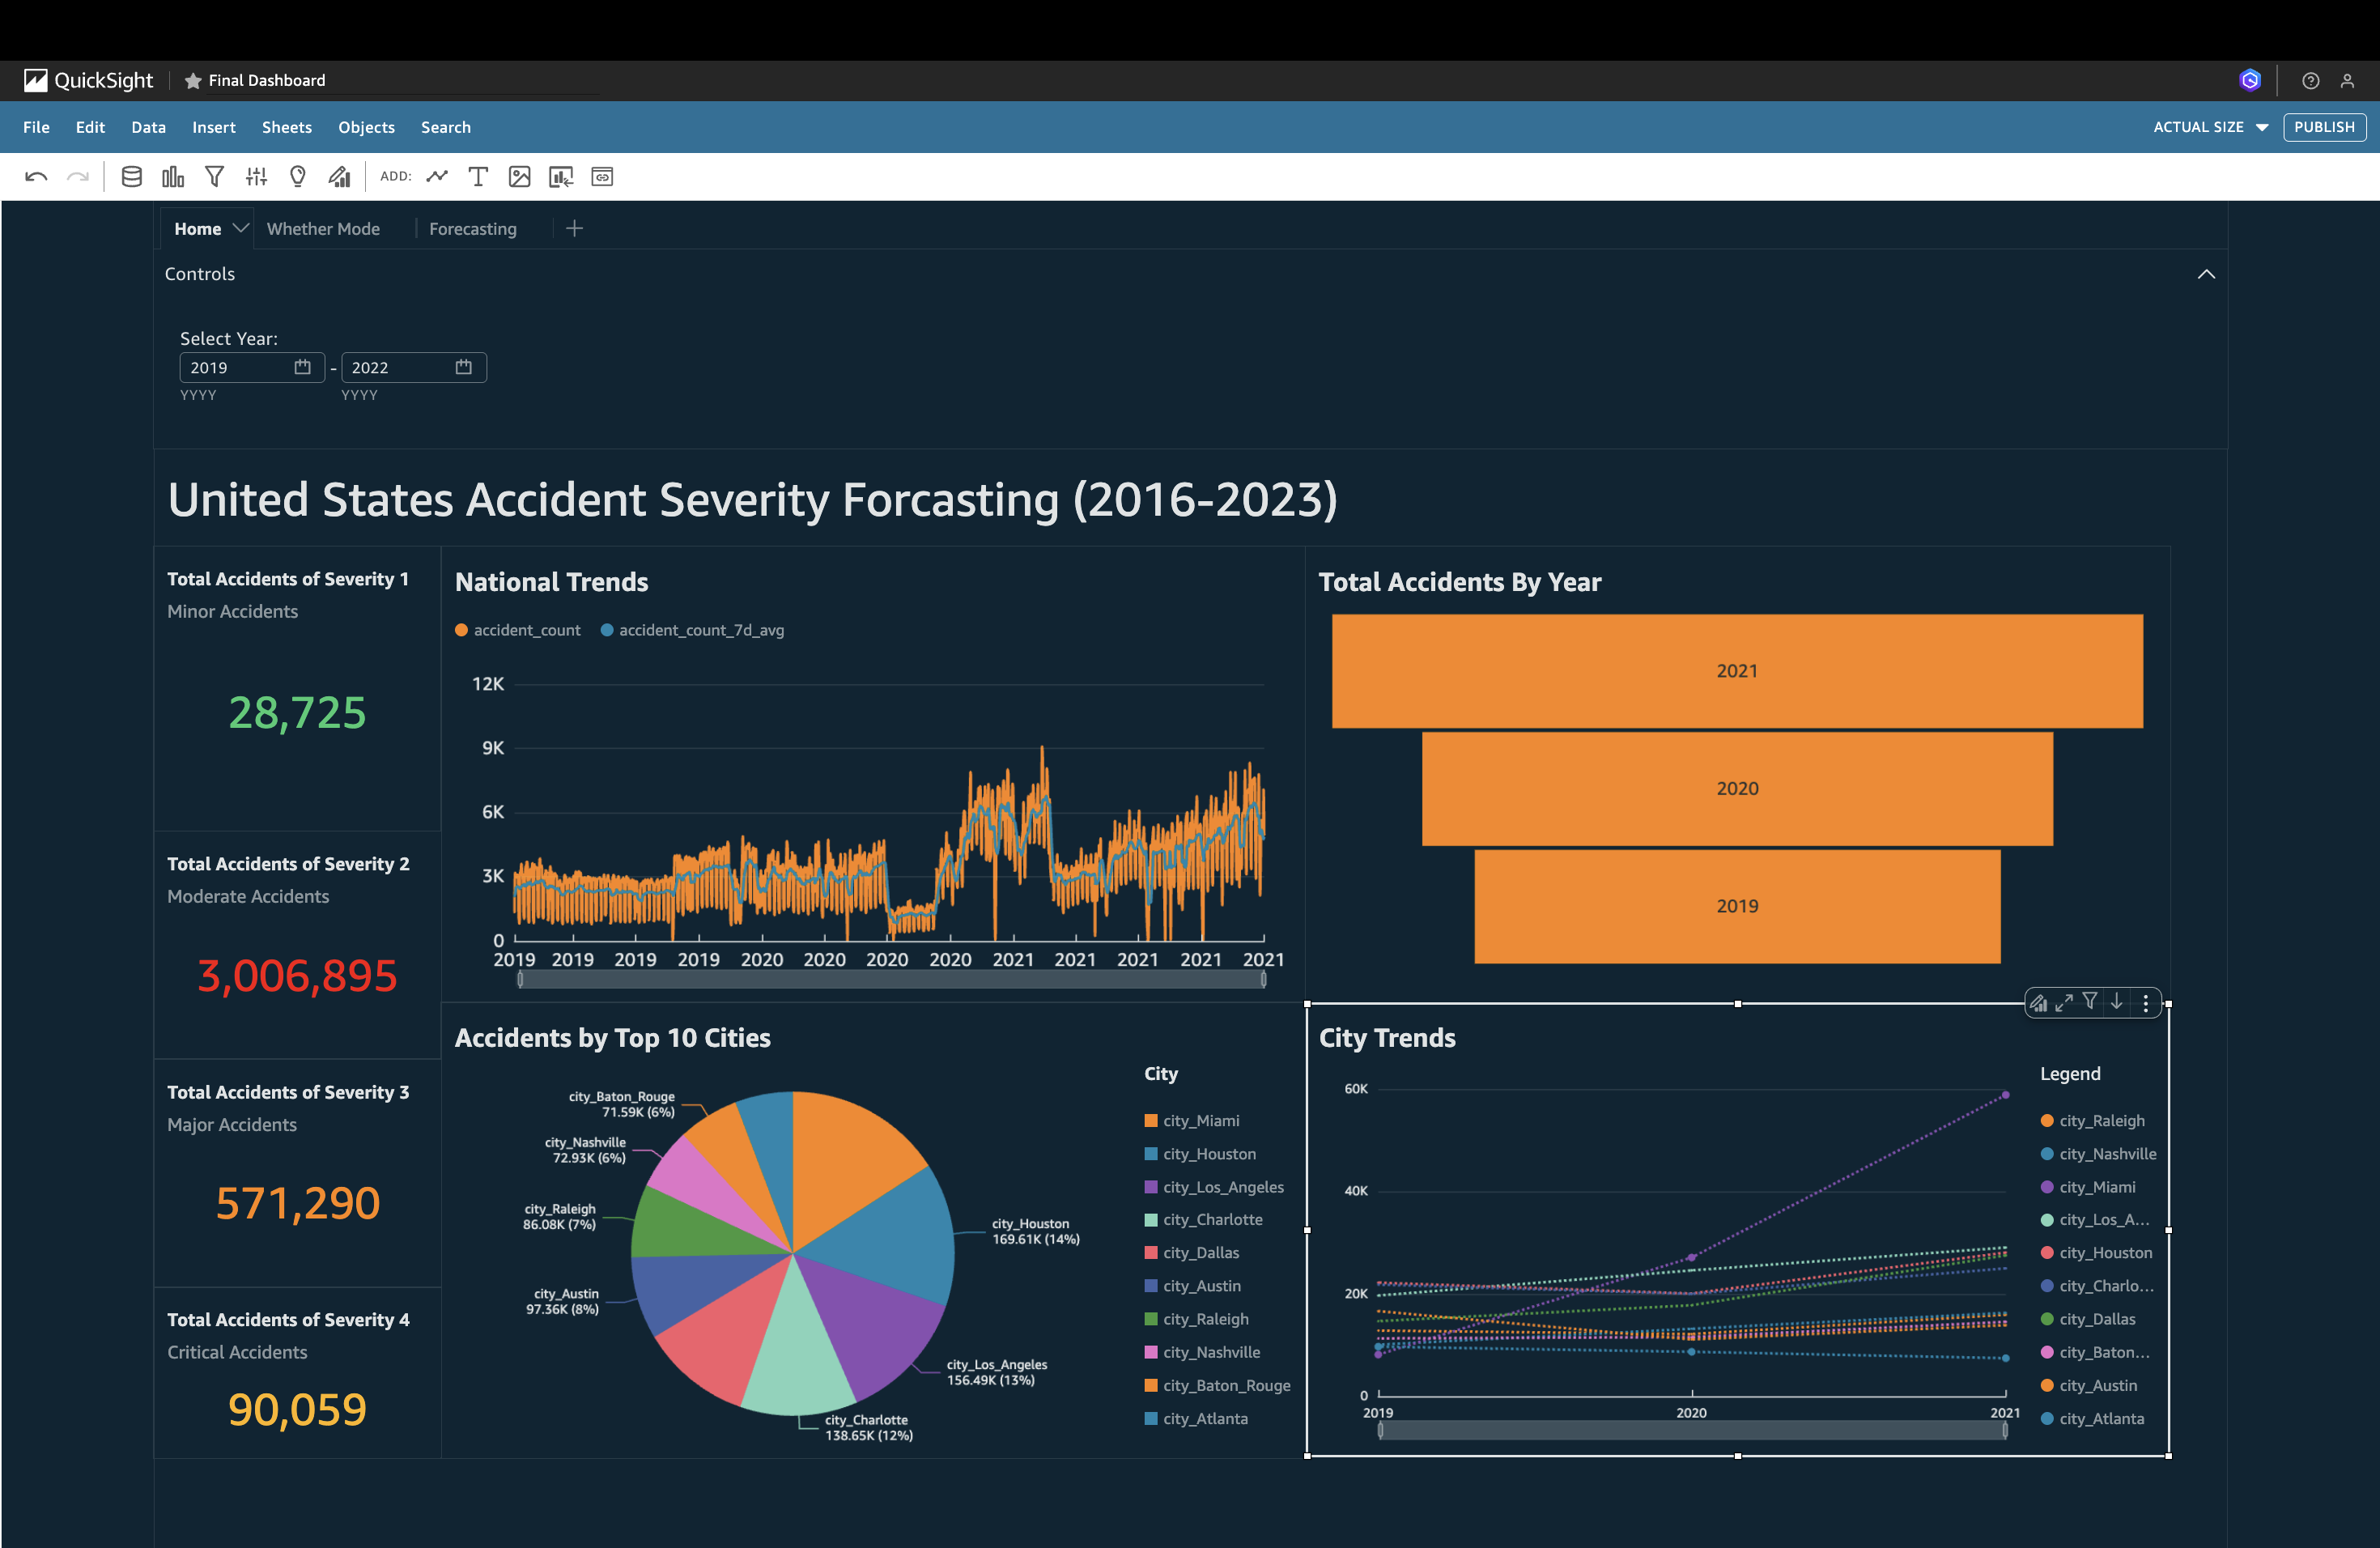 QuickSight
Final Dashboard
File Edit Data Insert Sheets Objects Search
ACTUAL SIZE
PUBLISH
ADD:
Home
Whether Mode
Forecasting
Controls
Select Year:
2019 - 2022
YYYY YYYY
United States Accident Severity Forcasting (2016-2023)
Total Accidents of Severity 1
Minor Accidents
28,725
Total Accidents of Severity 2
Moderate Accidents
3,006,895
Total Accidents of Severity 3
Major Accidents
571,290
Total Accidents of Severity 4
Critical Accidents
90,059
National Trends
accident_count accident_count_7d_avg
12K
9K
6K
3K
0
2019 2019 2019 2019 2020 2020 2020 2020 2021 2021 2021 2021 2021
Total Accidents By Year
2021
2020
2019
Accidents by Top 10 Cities
city_Baton_Rouge
71.59K (6%)
city_Nashville
72.93K (6%)
city_Raleigh
86.08K (7%)
city_Austin
97.36K (8%)
city_Houston
169.61K (14%)
city_Los_Angeles
156.49K (13%)
city_Charlotte
138.65K (12%)
City
city_Miami
city_Houston
city_Los_Angeles
city_Charlotte
city_Dallas
city_Austin
city_Raleigh
city_Nashville
city_Baton_Rouge
city_Atlanta
City Trends
60K
40K
20K
0
2019 2020 2021
Legend
city_Raleigh
city_Nashville
city_Miami
city_Los_A...
city_Houston
city_Charlo...
city_Dallas
city_Baton...
city_Austin
city_Atlanta